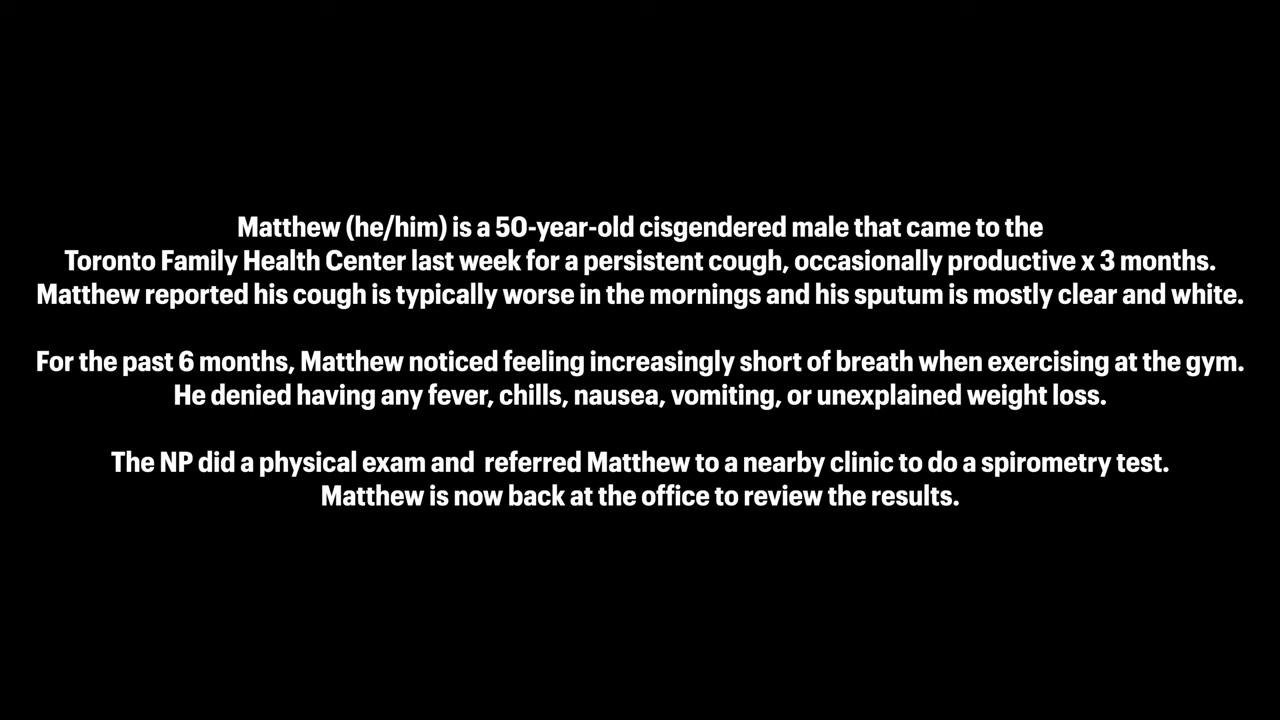 Matthew (he/him) is a 50-year-old cisgendered male that came to the
Toronto Family Health Center last week for a persistent cough, occasionally productive x 3 months.
Matthew reported his cough is typically worse in the mornings and his sputum is mostly clear and white.
For the past 6 months, Matthew noticed feeling increasingly short of breath when exercising at the gym.
He denied having any fever, chills, nausea, vomiting, or unexplained weight loss.
The NP did a physical exam and  referred Matthew to a nearby clinic to do a spirometry test.
Matthew is now back at the office to review the results.